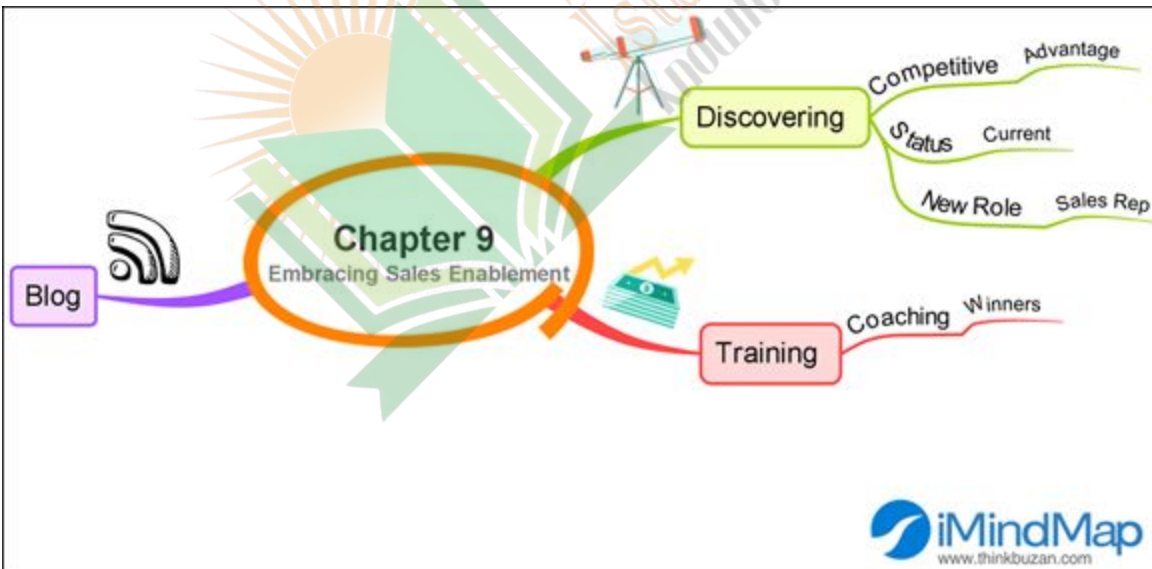 Chapter 9
Embracing Sales Enablement
Discovering
Competitive
Advantage
Status
Current
New Role
Sales Rep
Training
Coaching
Winners
Blog
iMindMap
www.thinkbuzan.com